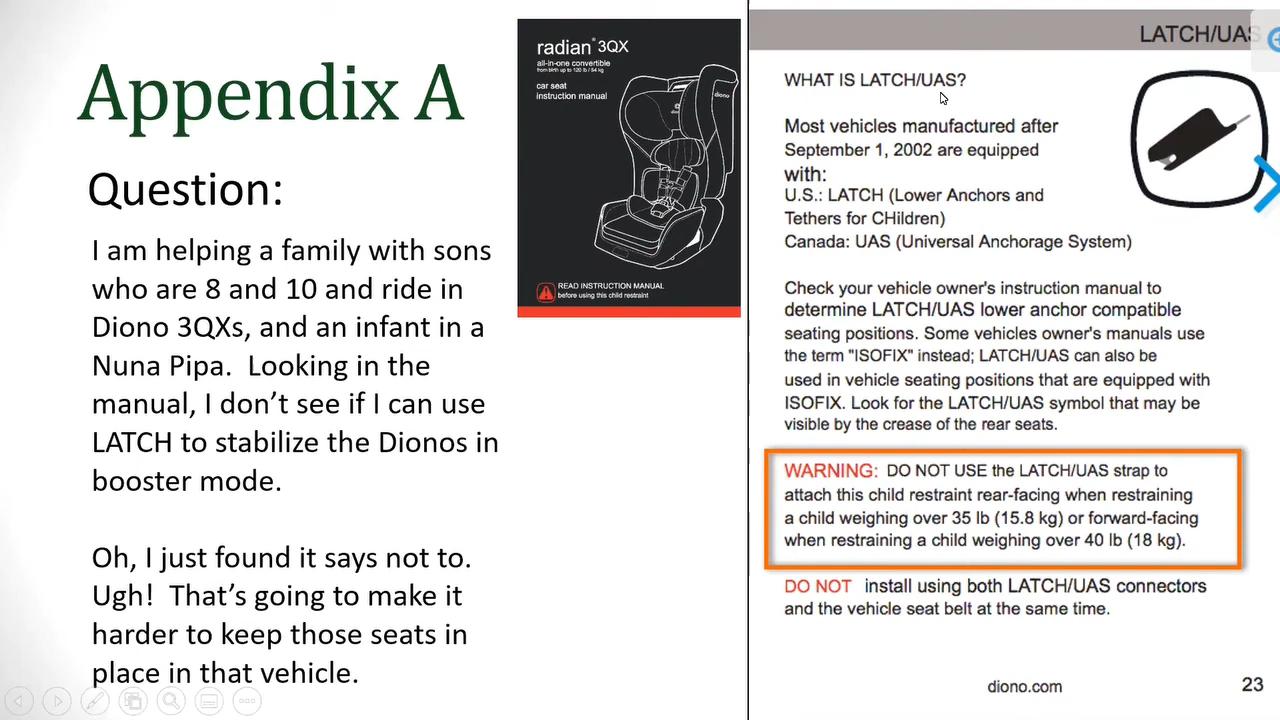 Appendix A
Question:
I am helping a family with sons
who are 8 and 10 and ride in
Diono 3QXs, and an infant in a
Nuna Pipa. Looking in the
manual, I don't see if I can use
LATCH to stabilize the Dionos in
booster mode.
Oh, I just found it says not to.
Ugh! That's going to make it
harder to keep those seats in
place in that vehicle.
radian® 3QX
all-in-one convertible
from birth up to 120 lb / 54 kg
car seat
instruction manual
diono
READ INSTRUCTION MANUAL
before using this child restraint
LATCH/UAS
WHAT IS LATCH/UAS?
Most vehicles manufactured after
September 1, 2002 are equipped
with:
U.S.: LATCH (Lower Anchors and
Tethers for CHildren)
Canada: UAS (Universal Anchorage System)
Check your vehicle owner's instruction manual to
determine LATCH/UAS lower anchor compatible
seating positions. Some vehicles owner's manuals use
the term "ISOFIX" instead; LATCH/UAS can also be
used in vehicle seating positions that are equipped with
ISOFIX. Look for the LATCH/UAS symbol that may be
visible by the crease of the rear seats.
WARNING: DO NOT USE the LATCH/UAS strap to
attach this child restraint rear-facing when restraining
a child weighing over 35 lb (15.8 kg) or forward-facing
when restraining a child weighing over 40 lb (18 kg).
DO NOT install using both LATCH/UAS connectors
and the vehicle seat belt at the same time.
diono.com
23